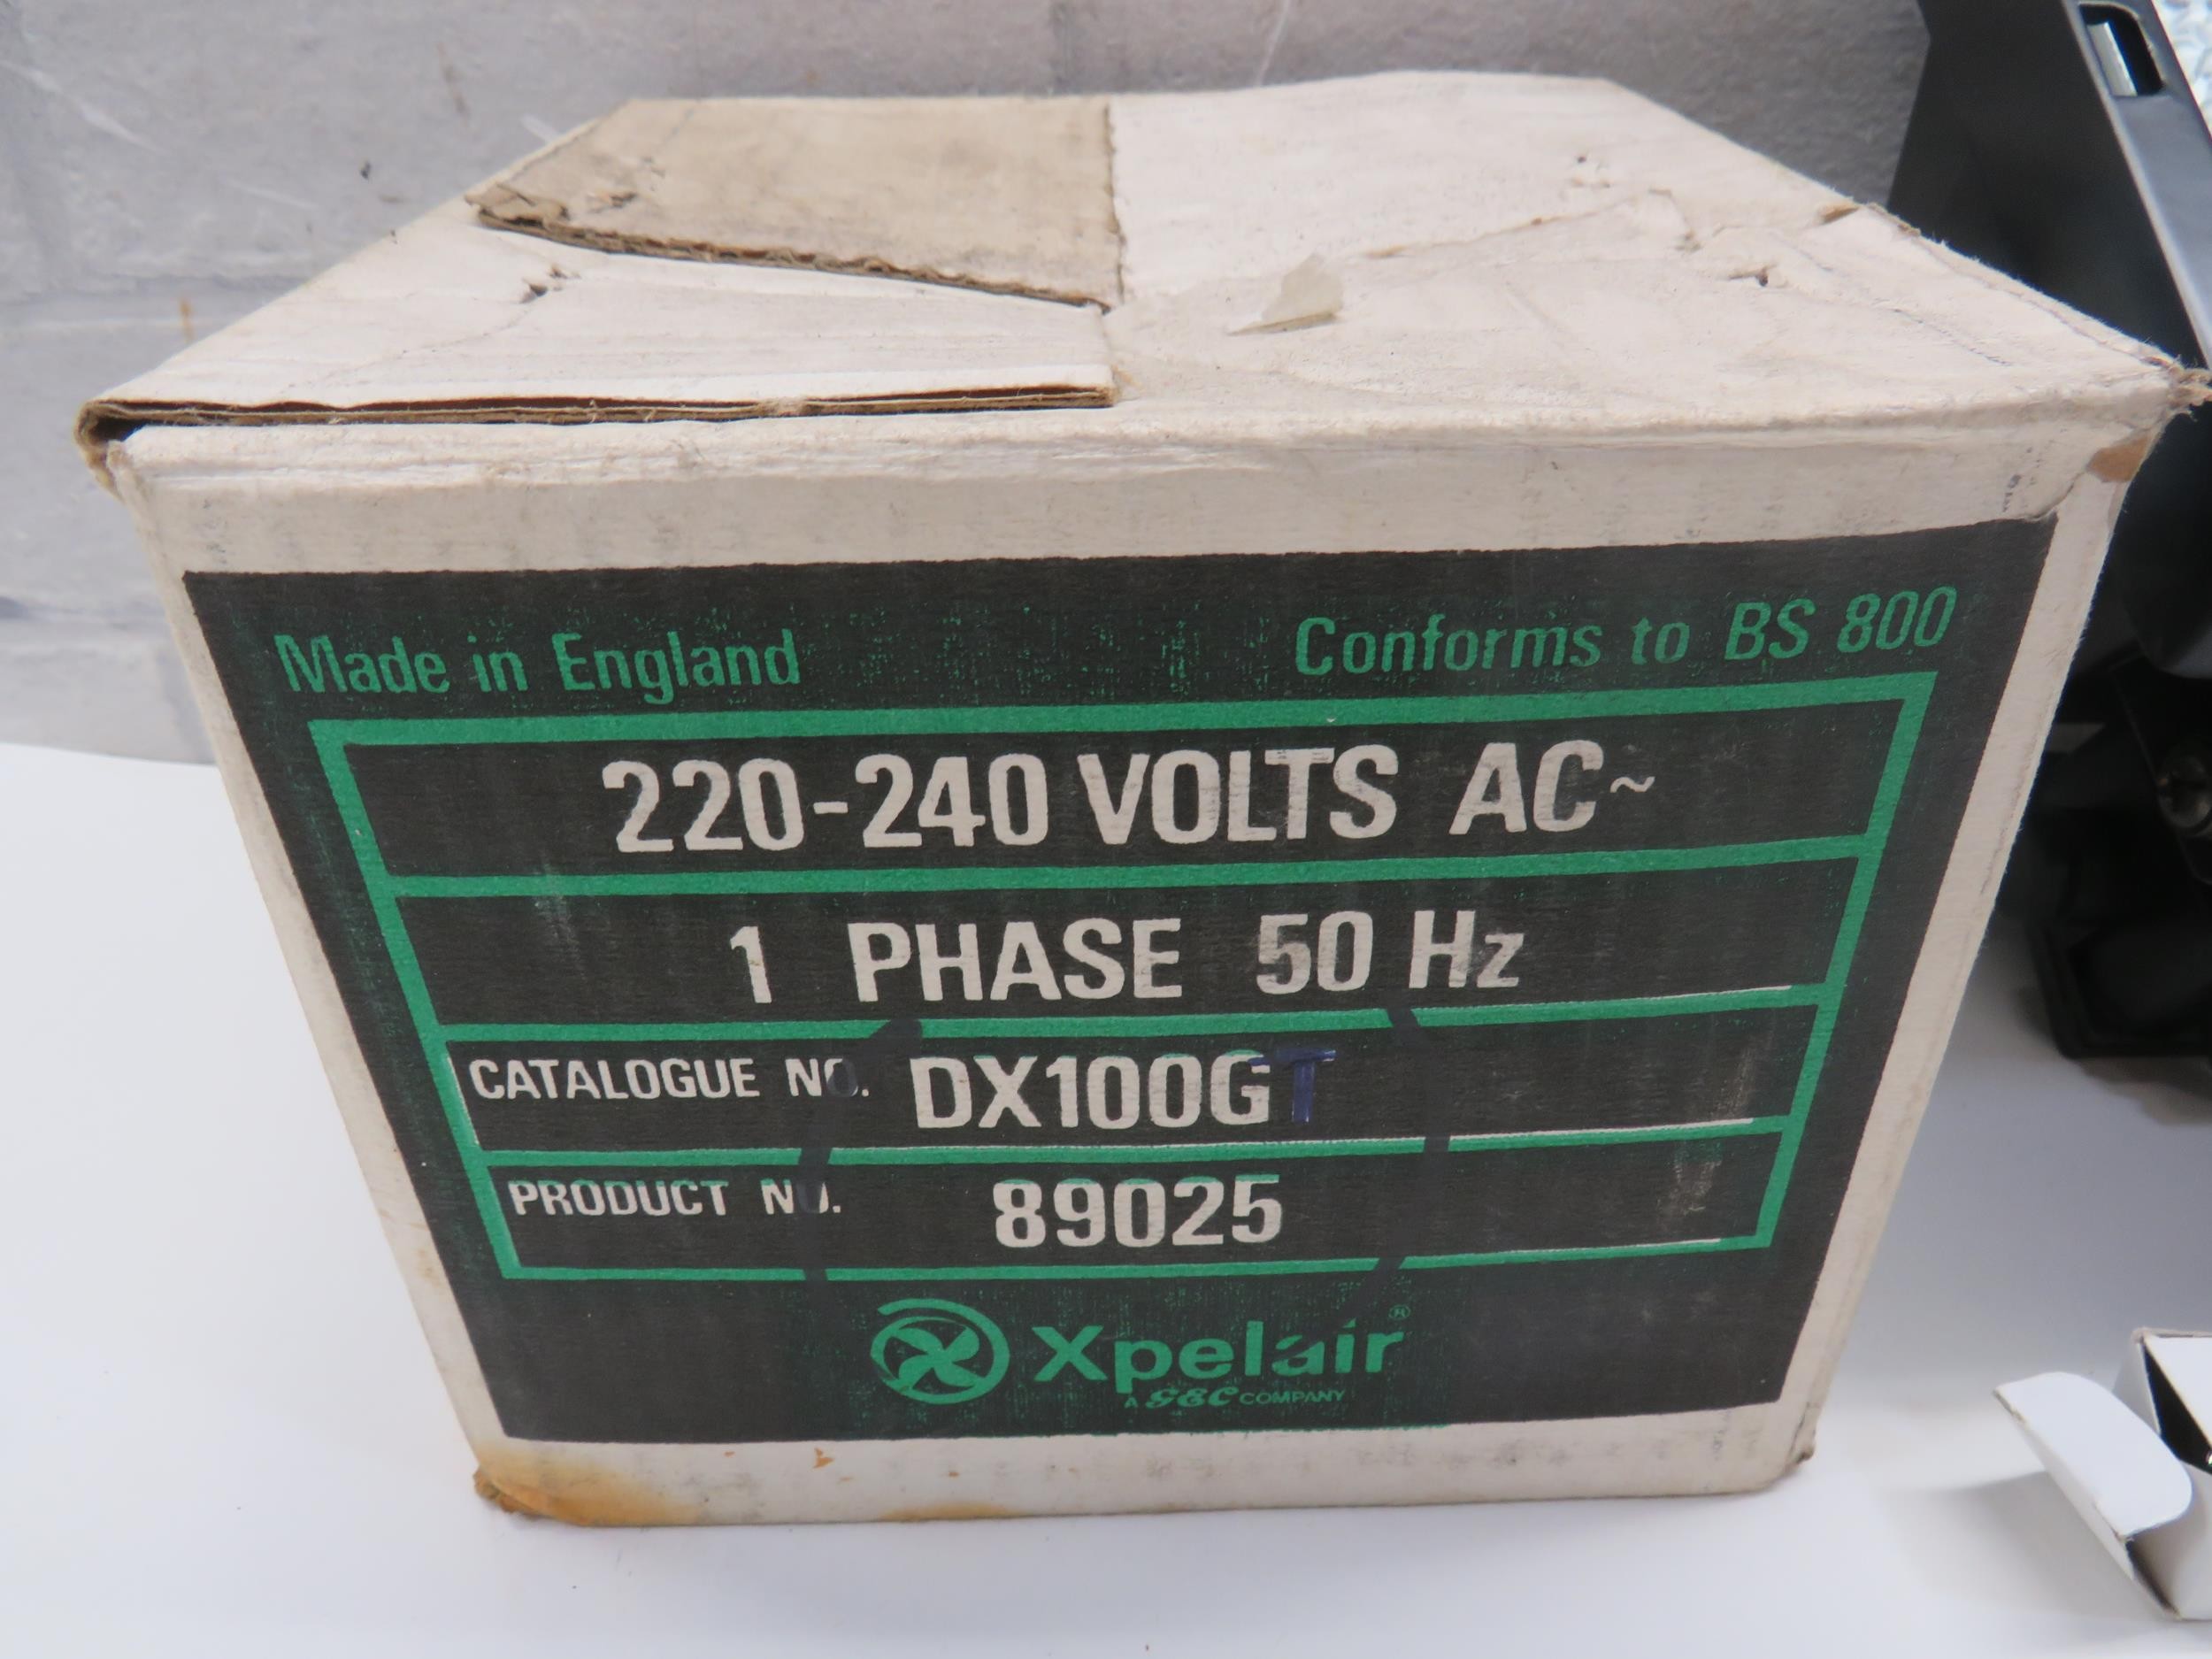 Made in England Conforms to BS 800
220-240 VOLTS AC~
1 PHASE 50 Hz
CATALOGUE NO. DX100GT
PRODUCT NO. 89025
Xpelair®
A GEC COMPANY